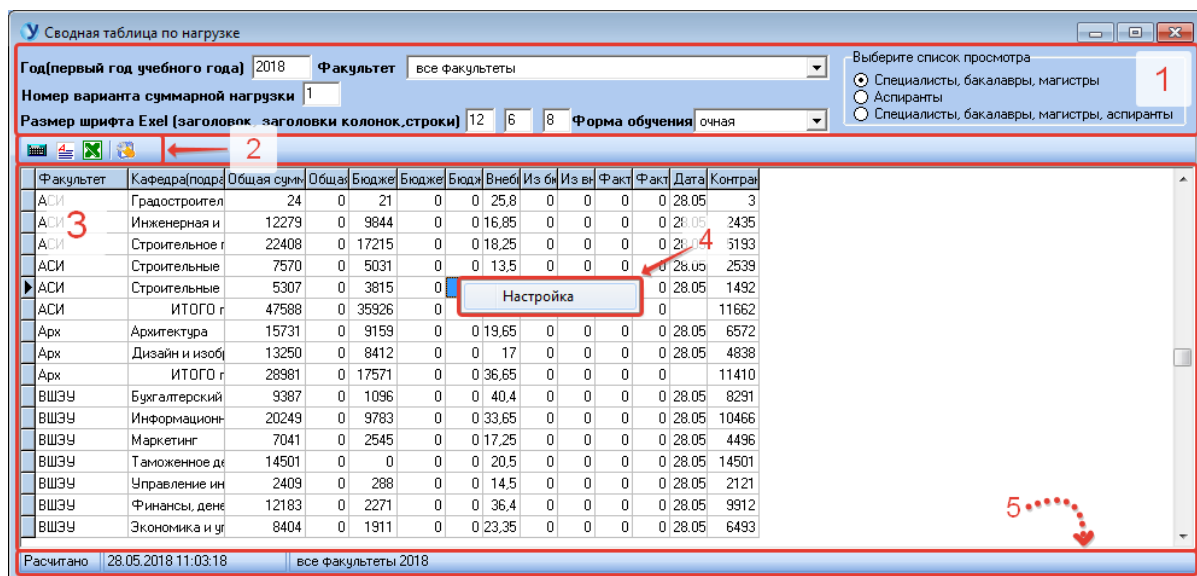 Сводная таблица по нагрузке
Год(первый год учебного года) 2018 Факультет все факультеты
Номер варианта суммарной нагрузки 1
Размер шрифта Exel (заголовок, заголовки колонок,строки) 12 6 8 Форма обучения очная
Выберите список просмотра
Специалисты, бакалавры, магистры
Аспиранты
Специалисты, бакалавры, магистры, аспиранты
1
2
Факультет Кафедра(подра Общая сумм Общая Бюдже Бюдже Бюдж Внебю Из бю Из вн Факт Факт Дата Контрак
АСИ Градостроител 24 0 21 0 0 25,8 0 0 0 0 28.05 3
АСИ Инженерная и 12279 0 9844 0 0 16,85 0 0 0 0 28.05 2435
АСИ Строительное п 22408 0 17215 0 0 18,25 0 0 0 0 28.05 5193
АСИ Строительные 7570 0 5031 0 0 13,5 0 0 0 0 28.05 2539
АСИ Строительные 5307 0 3815 0 0 28.05 1492
АСИ ИТОГО п 47588 0 35926 0 0 11662
Арх Архитектура 15731 0 9159 0 0 19,65 0 0 0 0 28.05 6572
Арх Дизайн и изобр 13250 0 8412 0 0 17 0 0 0 0 28.05 4838
Арх ИТОГО п 28981 0 17571 0 0 36,65 0 0 0 0 11410
ВШЭУ Бухгалтерский 9387 0 1096 0 0 40,4 0 0 0 0 28.05 8291
ВШЭУ Информационн 20249 0 9783 0 0 33,65 0 0 0 0 28.05 10466
ВШЭУ Маркетинг 7041 0 2545 0 0 17,25 0 0 0 0 28.05 4496
ВШЭУ Таможенное де 14501 0 0 0 0 20,5 0 0 0 0 28.05 14501
ВШЭУ Управление ин 2409 0 288 0 0 14,5 0 0 0 0 28.05 2121
ВШЭУ Финансы, дене 12183 0 2271 0 0 36,4 0 0 0 0 28.05 9912
ВШЭУ Экономика и уп 8404 0 1911 0 0 23,35 0 0 0 0 28.05 6493
3
4
Настройка
5
Расчитано 28.05.2018 11:03:18 все факультеты 2018